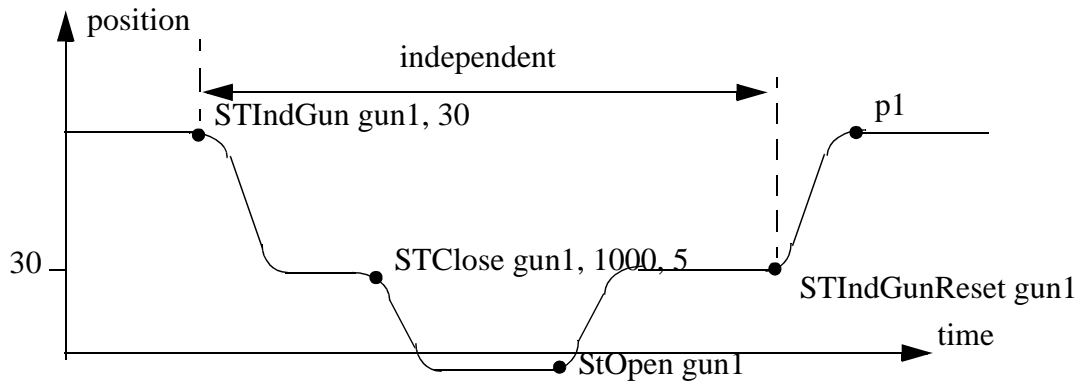 position
independent
STIndGun gun1, 30
p1
30
STClose gun1, 1000, 5
STIndGunReset gun1
time
StOpen gun1